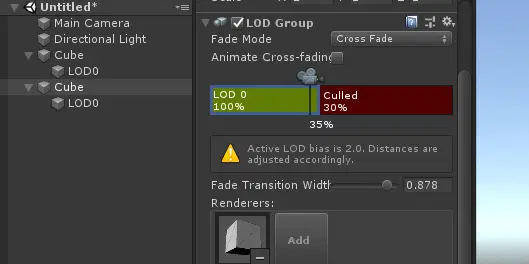 Untitled*
Main Camera
Directional Light
Cube
LOD0
Cube
LOD0
LOD Group
Fade Mode
Cross Fade
Animate Cross-fading
LOD 0
100%
Culled
30%
35%
Active LOD bias is 2.0. Distances are
adjusted accordingly.
Fade Transition Width
0.878
Renderers:
Add